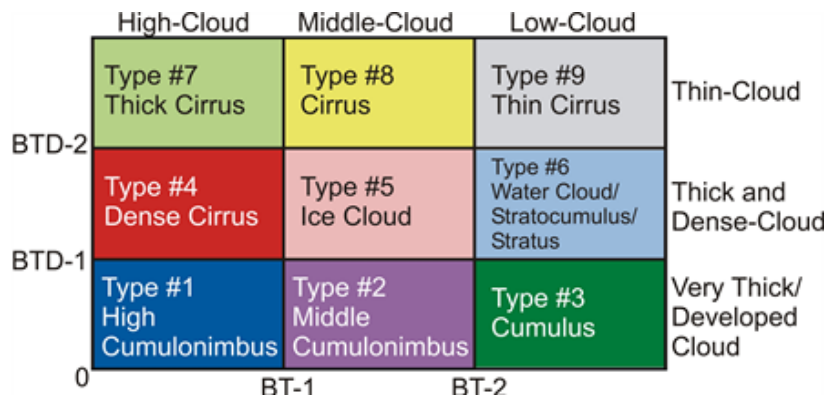 High-Cloud Middle-Cloud Low-Cloud
Type #7
Thick Cirrus
Type #8
Cirrus
Type #9
Thin Cirrus
Thin-Cloud
BTD-2
Type #4
Dense Cirrus
Type #5
Ice Cloud
Type #6
Water Cloud/
Stratocumulus/
Stratus
Thick and
Dense-Cloud
BTD-1
Type #1
High
Cumulonimbus
Type #2
Middle
Cumulonimbus
Type #3
Cumulus
Very Thick/
Developed
Cloud
0
BT-1 BT-2